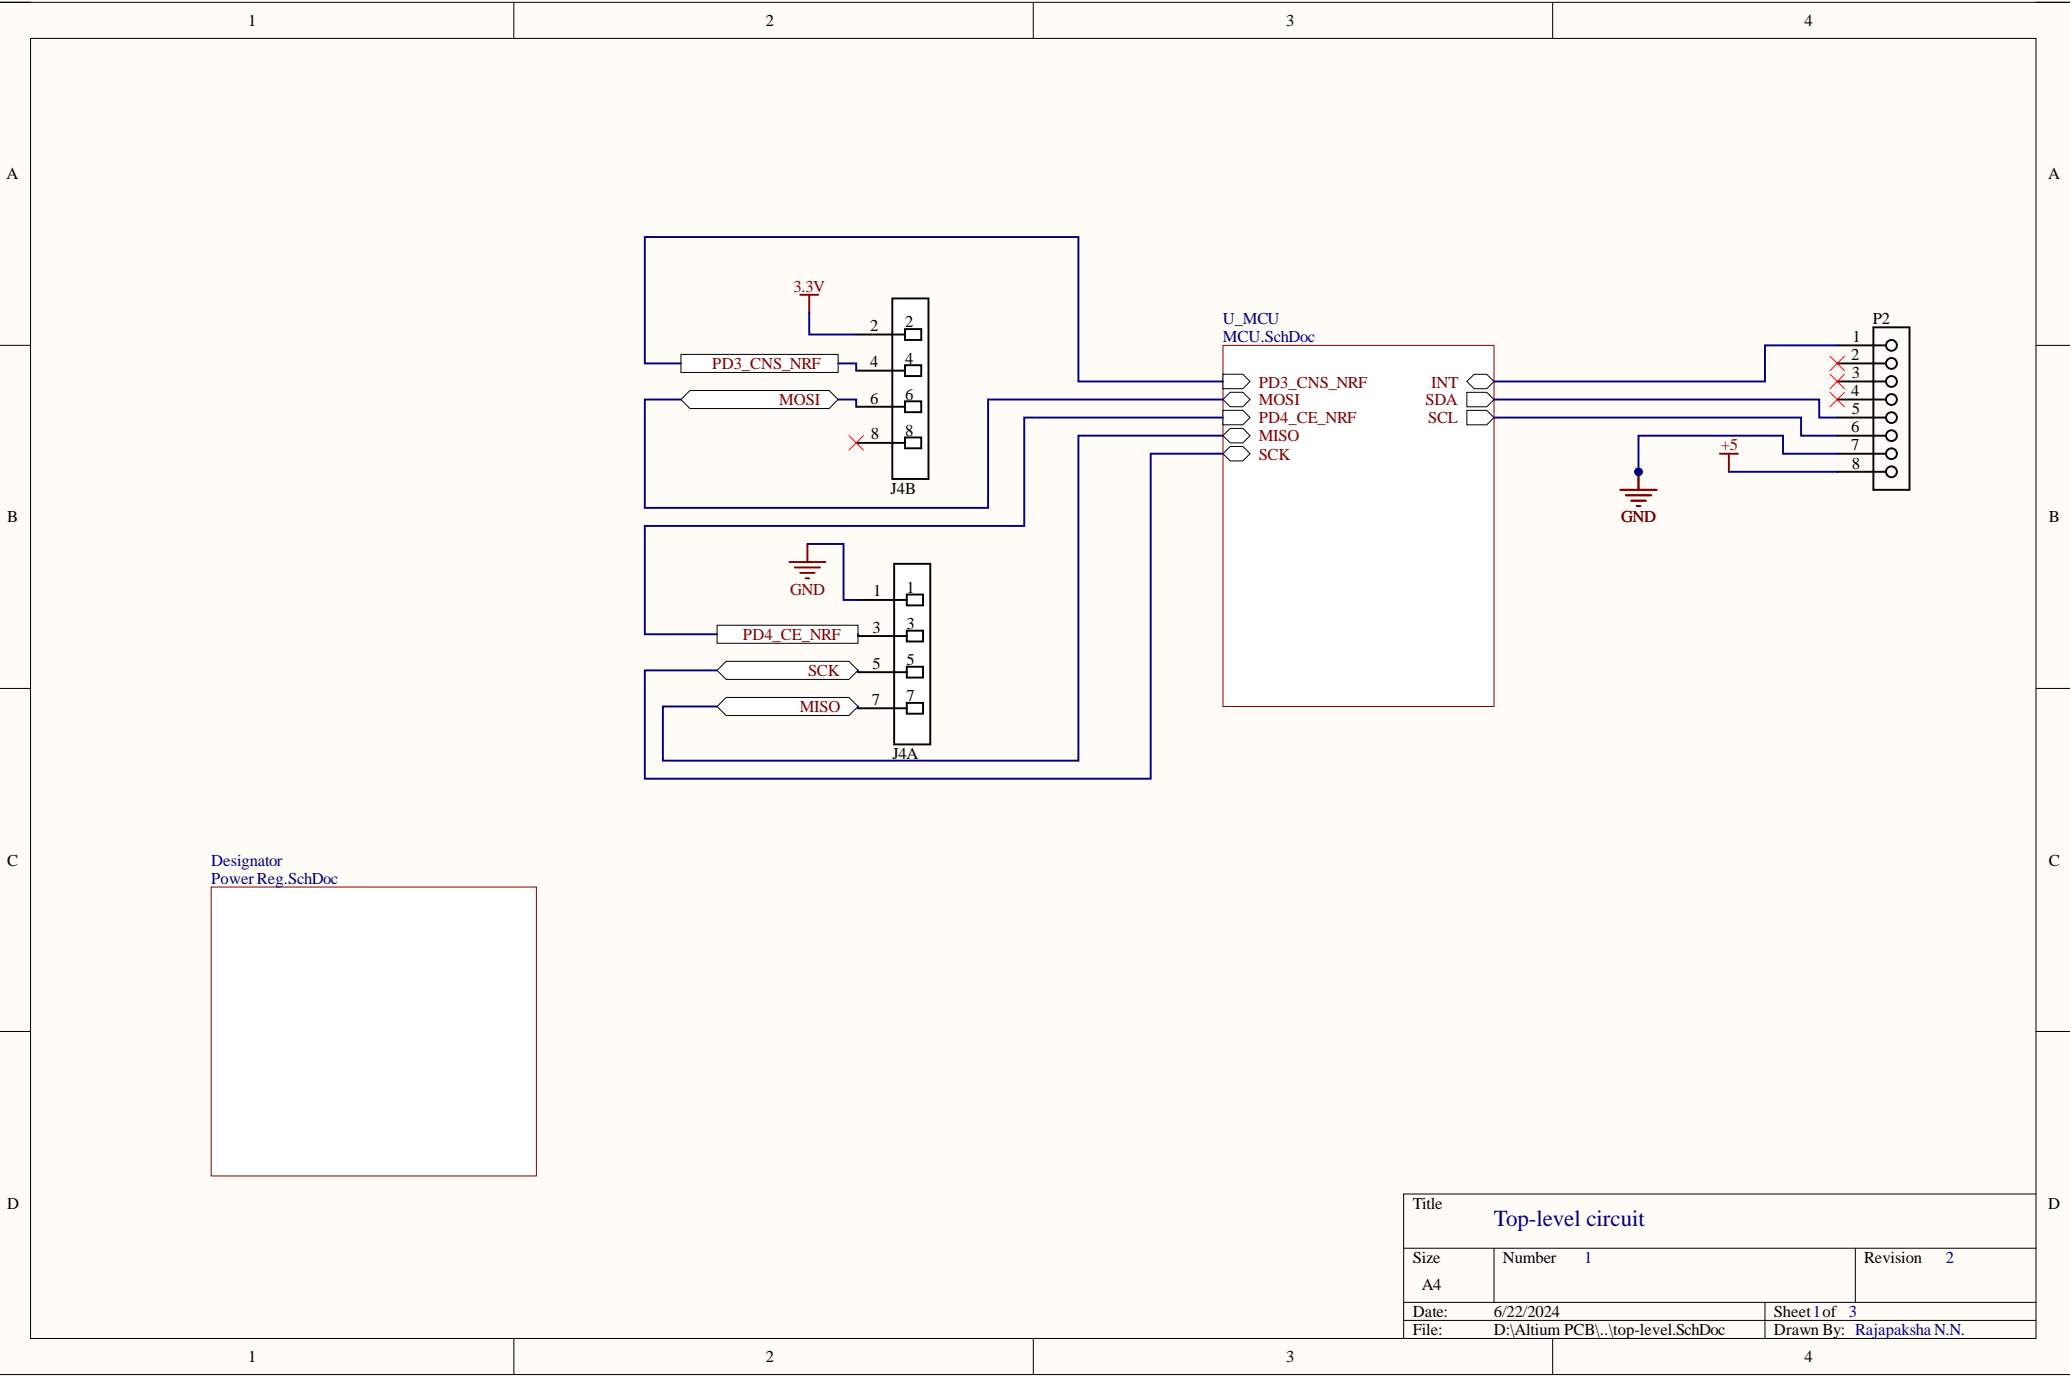 1 2 3 4
A A
3.3V
2 2
PD3_CNS_NRF 4 4
MOSI 6 6
8 8
J4B
GND
1 1
PD4_CE_NRF 3 3
SCK 5 5
MISO 7 7
J4A
U_MCU
MCU.SchDoc
PD3_CNS_NRF INT
MOSI SDA
PD4_CE_NRF SCL
MISO
SCK
P2
1
2
3
4
5
6
7
8
+5
GND
B B
C C
Designator
Power Reg.SchDoc
D D
Title
Top-level circuit
Size Number 1 Revision 2
A4
Date: 6/22/2024 Sheet 1 of 3
File: D:\Altium PCB\..\top-level.SchDoc Drawn By: Rajapaksha N.N.
1 2 3 4